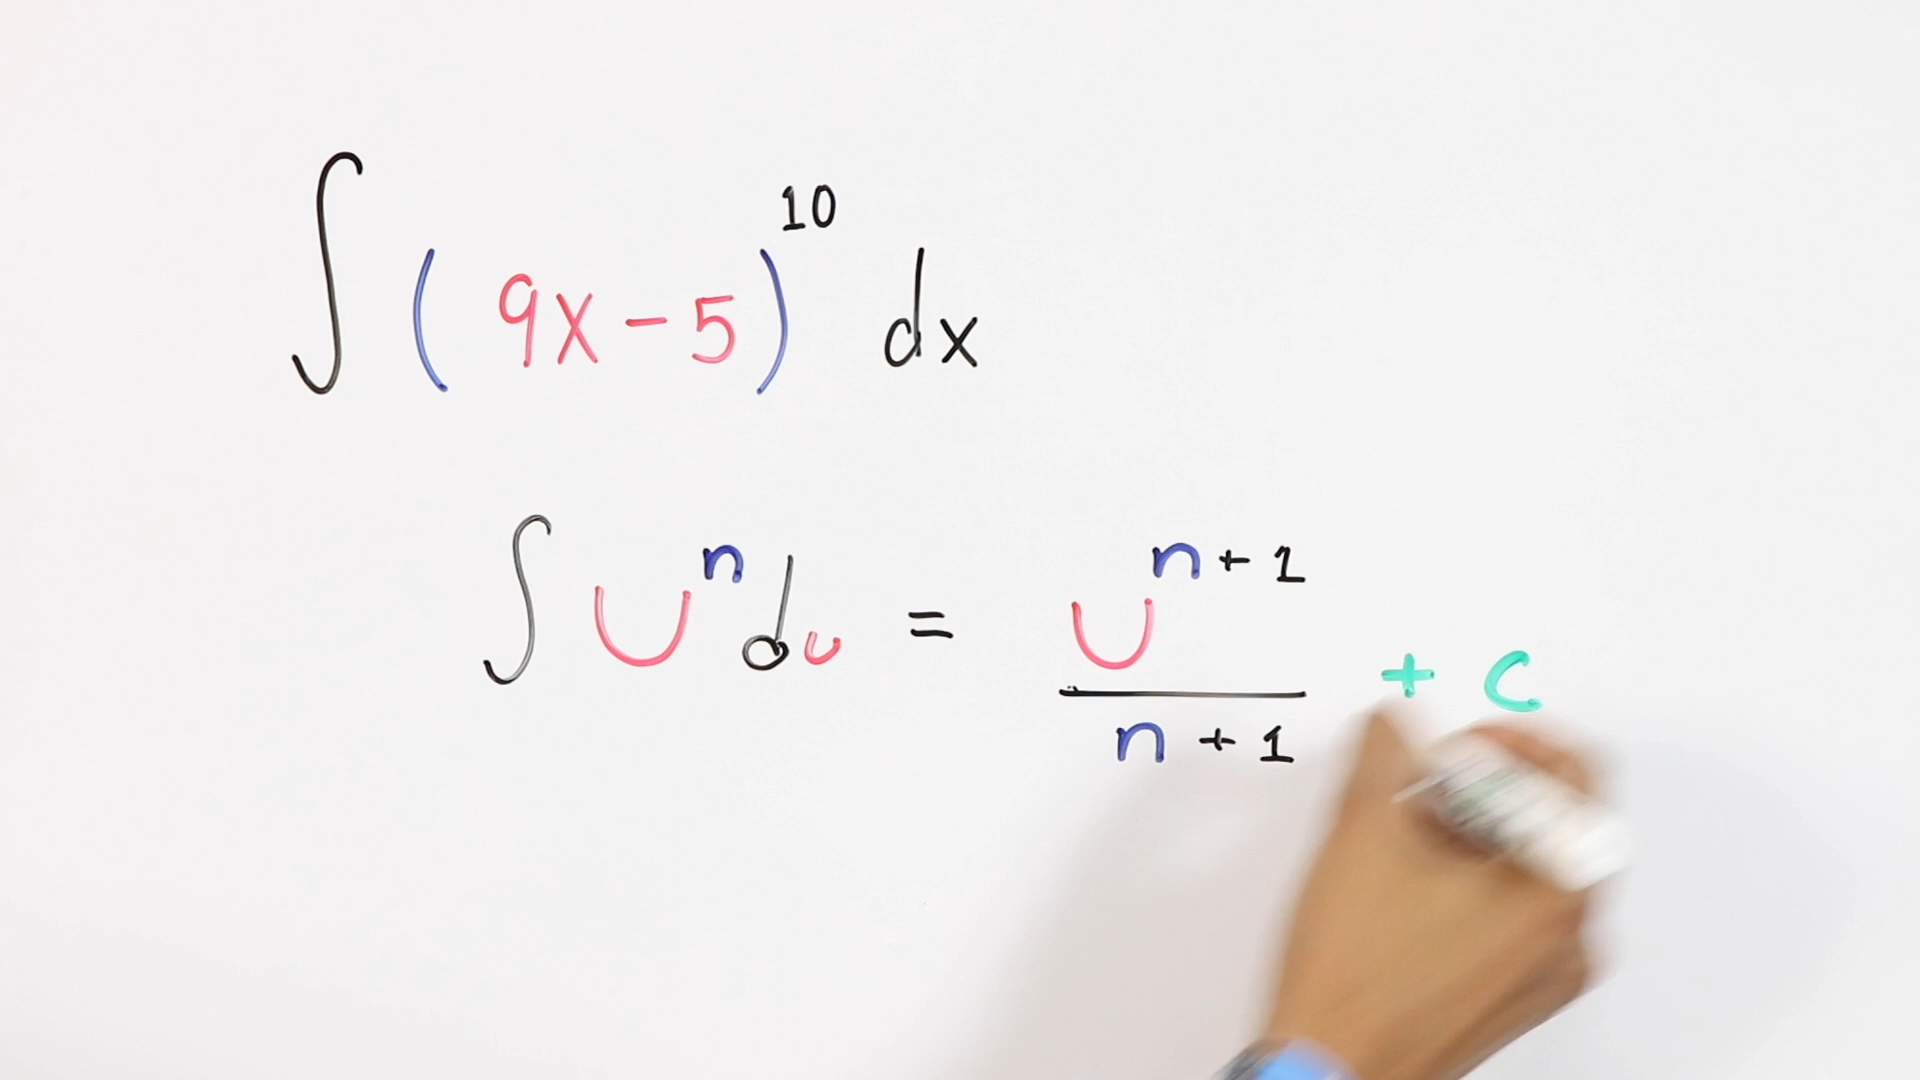 ∫ (9x - 5)^10 dx
∫ U^n du = U^(n + 1) / (n + 1) + C